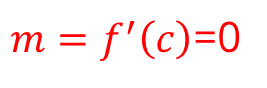 m = f′(c)=0